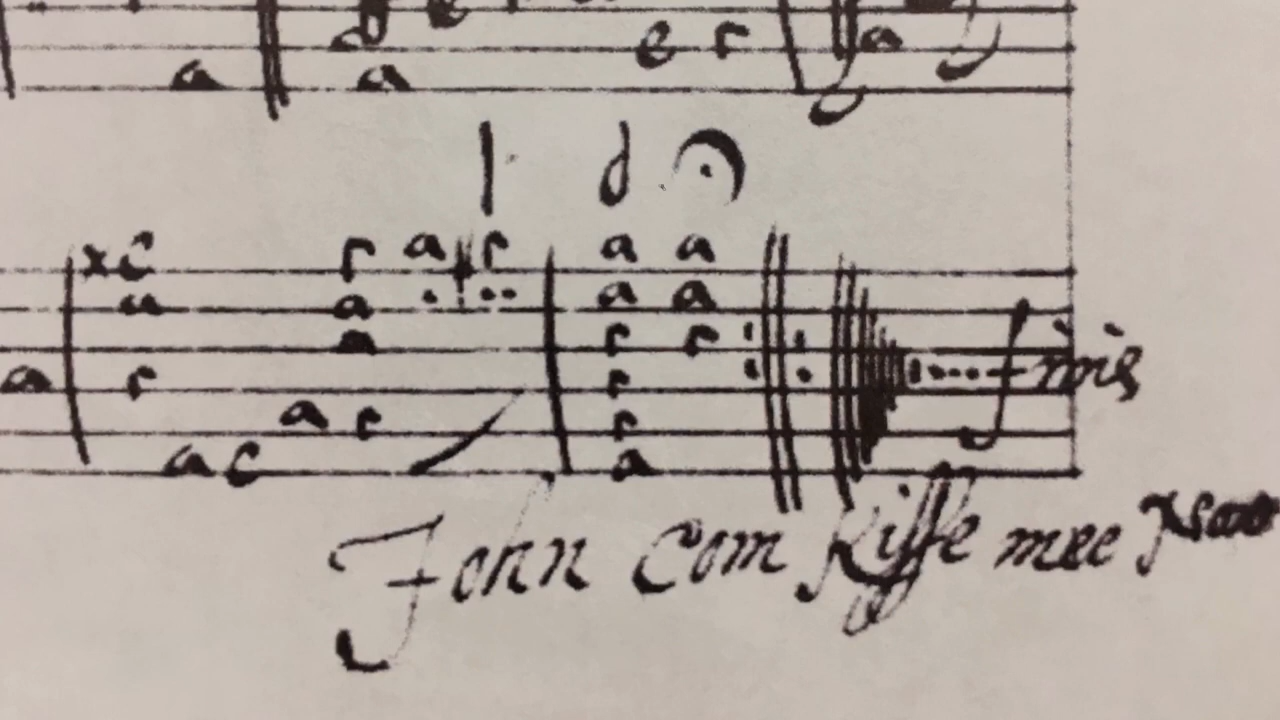 a a a e r a
x c r a r a a
a a a a a
a r r r
a r r
a r r
a c a
finis
John com kisse mee now